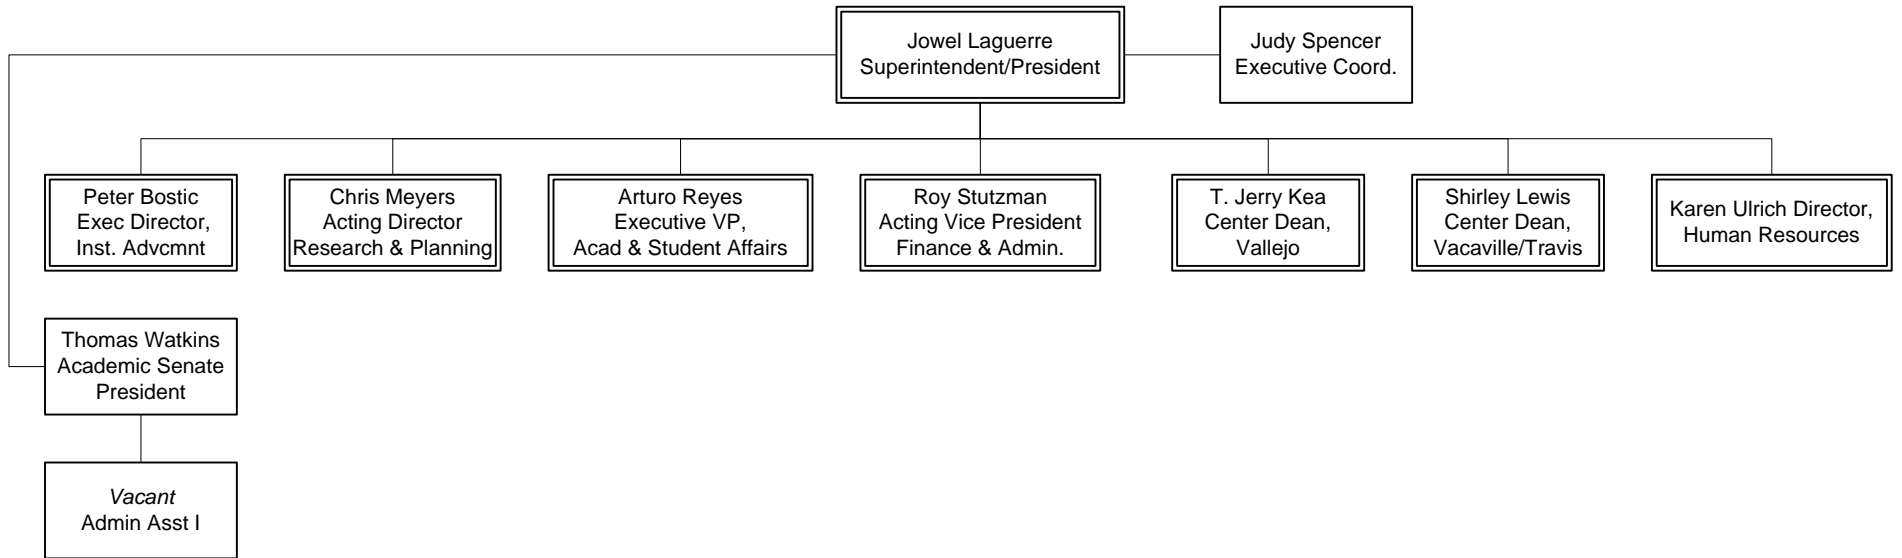 Jowel Laguerre
Superintendent/President
Judy Spencer
Executive Coord.
Peter Bostic
Exec Director,
Inst. Advcmnt
Chris Meyers
Acting Director
Research & Planning
Arturo Reyes
Executive VP,
Acad & Student Affairs
Roy Stutzman
Acting Vice President
Finance & Admin.
T. Jerry Kea
Center Dean,
Vallejo
Shirley Lewis
Center Dean,
Vacaville/Travis
Karen Ulrich Director,
Human Resources
Thomas Watkins
Academic Senate
President
Vacant
Admin Asst I